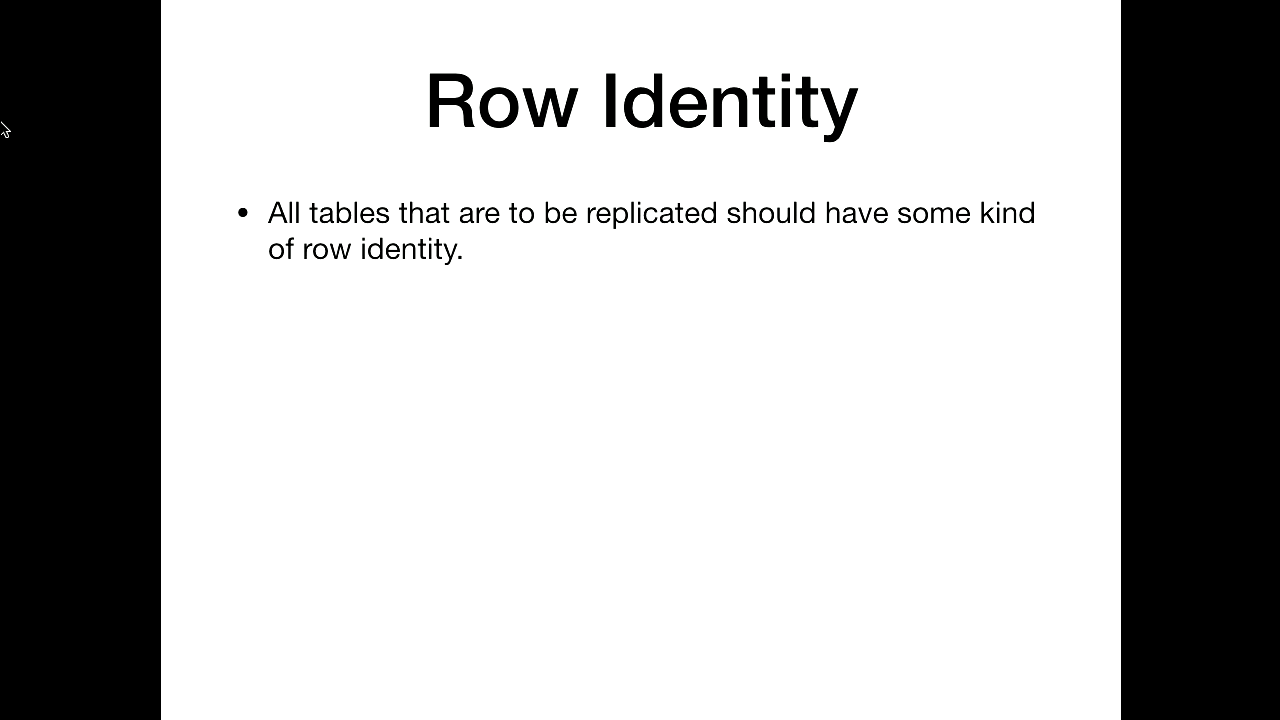 Row Identity
• All tables that are to be replicated should have some kind
of row identity.